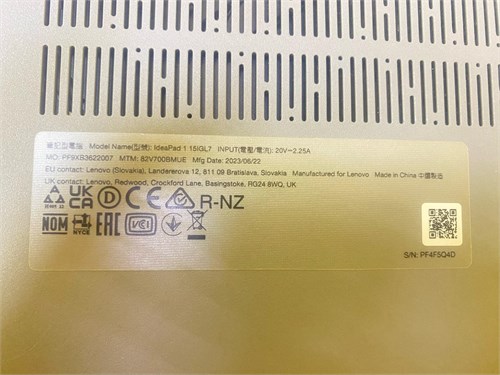 筆記型電腦 Model Name(型號): IdeaPad 1 15IGL7 INPUT(電壓/電流): 20V⎓2.25A
MO: PF9XB3622007 MTM: 82V700BMUE Mfg Date: 2023/06/22
EU contact: Lenovo (Slovakia), Landererova 12, 811 09 Bratislava, Slovakia Manufactured for Lenovo Made in China 中國製造
UK contact: Lenovo, Redwood, Crockford Lane, Basingstoke, RG24 8WQ, UK
UK CA D CE R-NZ
NOM NYCE EAC VCI
S/N: PF4F5Q4D